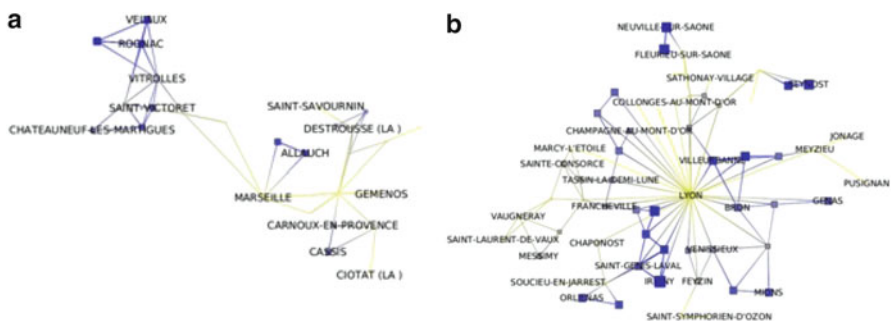 a
VELAUX
ROGNAC
VITROLLES
SAINT-VICTORET
CHATEAUNEUF-LES-MARTIGUES
ALLAUCH
SAINT-SAVOURNIN
DESTROUSSE (LA )
MARSEILLE
GEMENOS
CARNOUX-EN-PROVENCE
CASSIS
CIOTAT (LA )
b
NEUVILLE-SUR-SAONE
FLEURIEU-SUR-SAONE
SATHONAY-VILLAGE
BEYNOST
COLLONGES-AU-MONT-D'OR
CHAMPAGNE-AU-MONT-D'OR
JONAGE
MARCY-L'ETOILE
MEYZIEU
VILLEURBANNE
SAINTE-CONSORCE
TASSIN-LA-DEMI-LUNE
PUSIGNAN
LYON
FRANCHEVILLE
BRON
GENAS
VAUGNERAY
SAINT-LAURENT-DE-VAUX
CHAPONOST
VENISSIEUX
MESSIMY
SAINT-GENIS-LAVAL
SOUCIEU-EN-JARREST
IRIGNY
FEYZIN
ORLIENAS
MIONS
SAINT-SYMPHORIEN-D'OZON